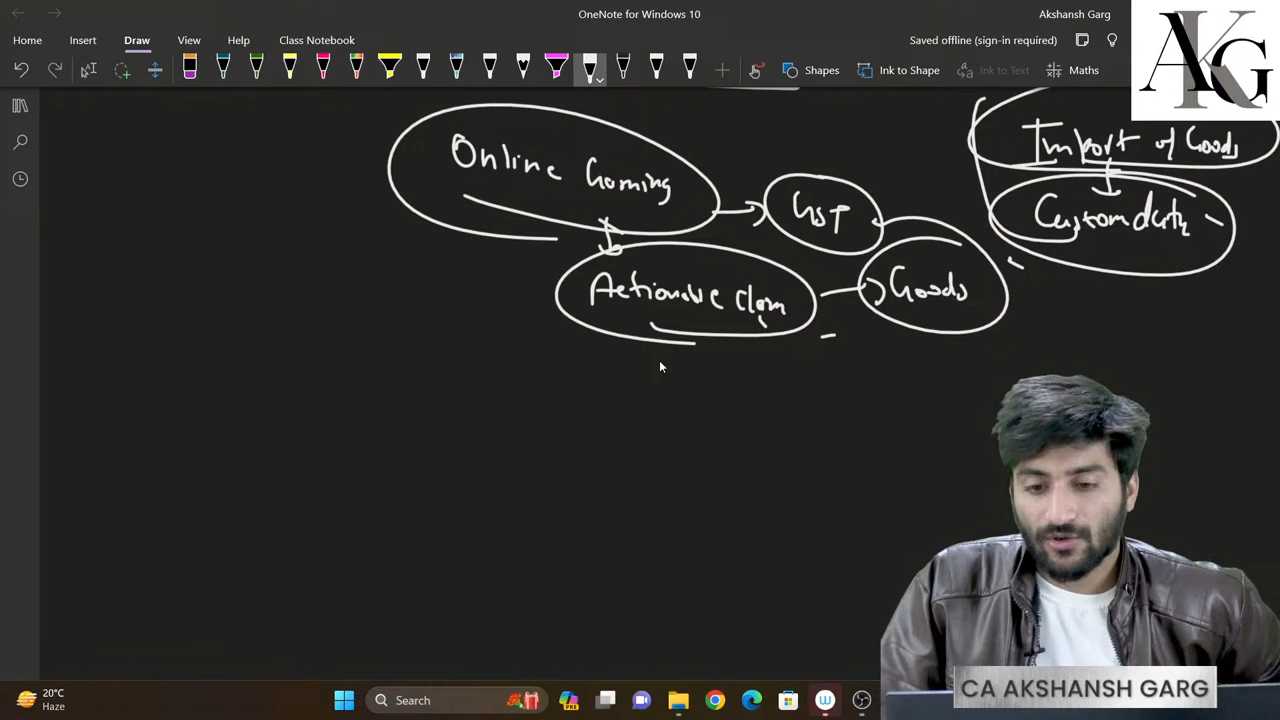 OneNote for Windows 10
Akshansh Garg
Home Insert Draw View Help Class Notebook
Saved offline (sign-in required)
Shapes Ink to Shape Ink to Text Maths
AKG
Online Gaming
GST
Import of Goods
Custom duty
Actionable Claim
Goods
CA AKSHANSH GARG
20°C
Haze
Search
PRE